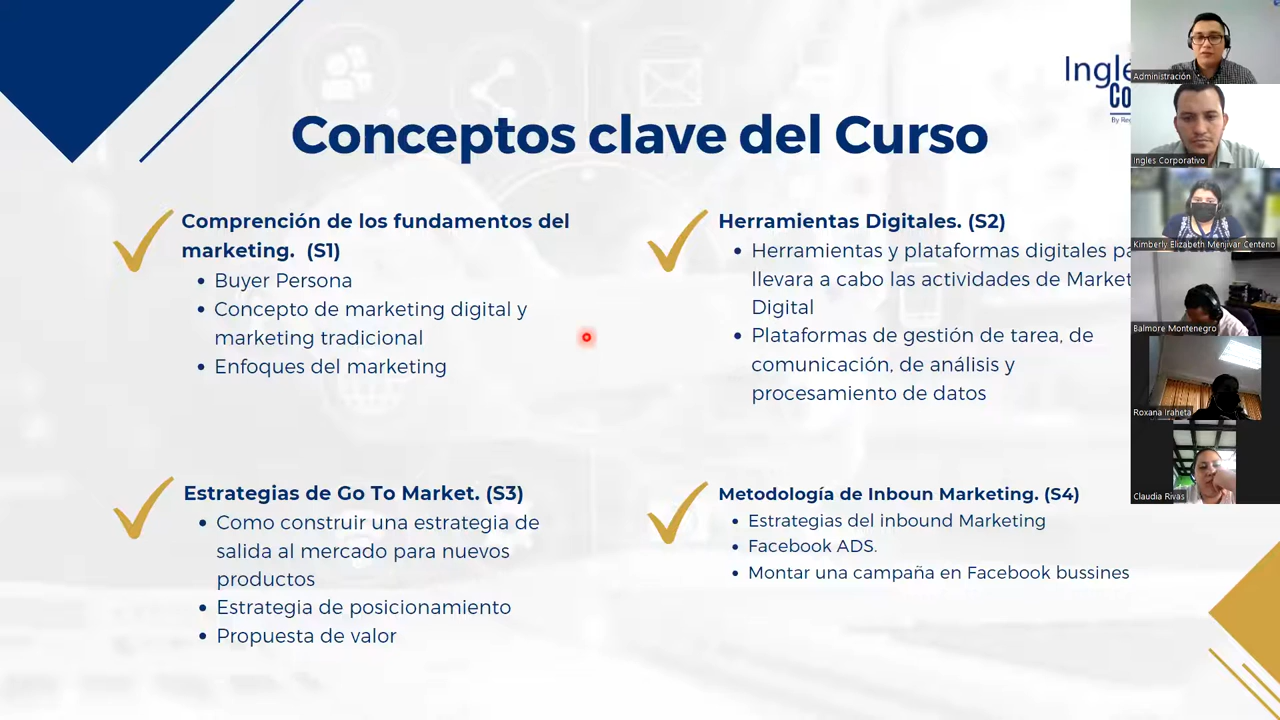 Conceptos clave del Curso
Comprención de los fundamentos del
marketing. (S1)
Buyer Persona
Concepto de marketing digital y
marketing tradicional
Enfoques del marketing
Herramientas Digitales. (S2)
Herramientas y plataformas digitales pa
llevara a cabo las actividades de Market
Digital
Plataformas de gestión de tarea, de
comunicación, de análisis y
procesamiento de datos
Estrategias de Go To Market. (S3)
Como construir una estrategia de
salida al mercado para nuevos
productos
Estrategia de posicionamiento
Propuesta de valor
Metodología de Inboun Marketing. (S4)
Estrategias del inbound Marketing
Facebook ADS.
Montar una campaña en Facebook bussines
Inglé
Co
By Reg
Administración
Ingles Corporativo
Kimberly Elizabeth Menjivar Centeno
Balmore Montenegro
Roxana Iraheta
Claudia Rivas